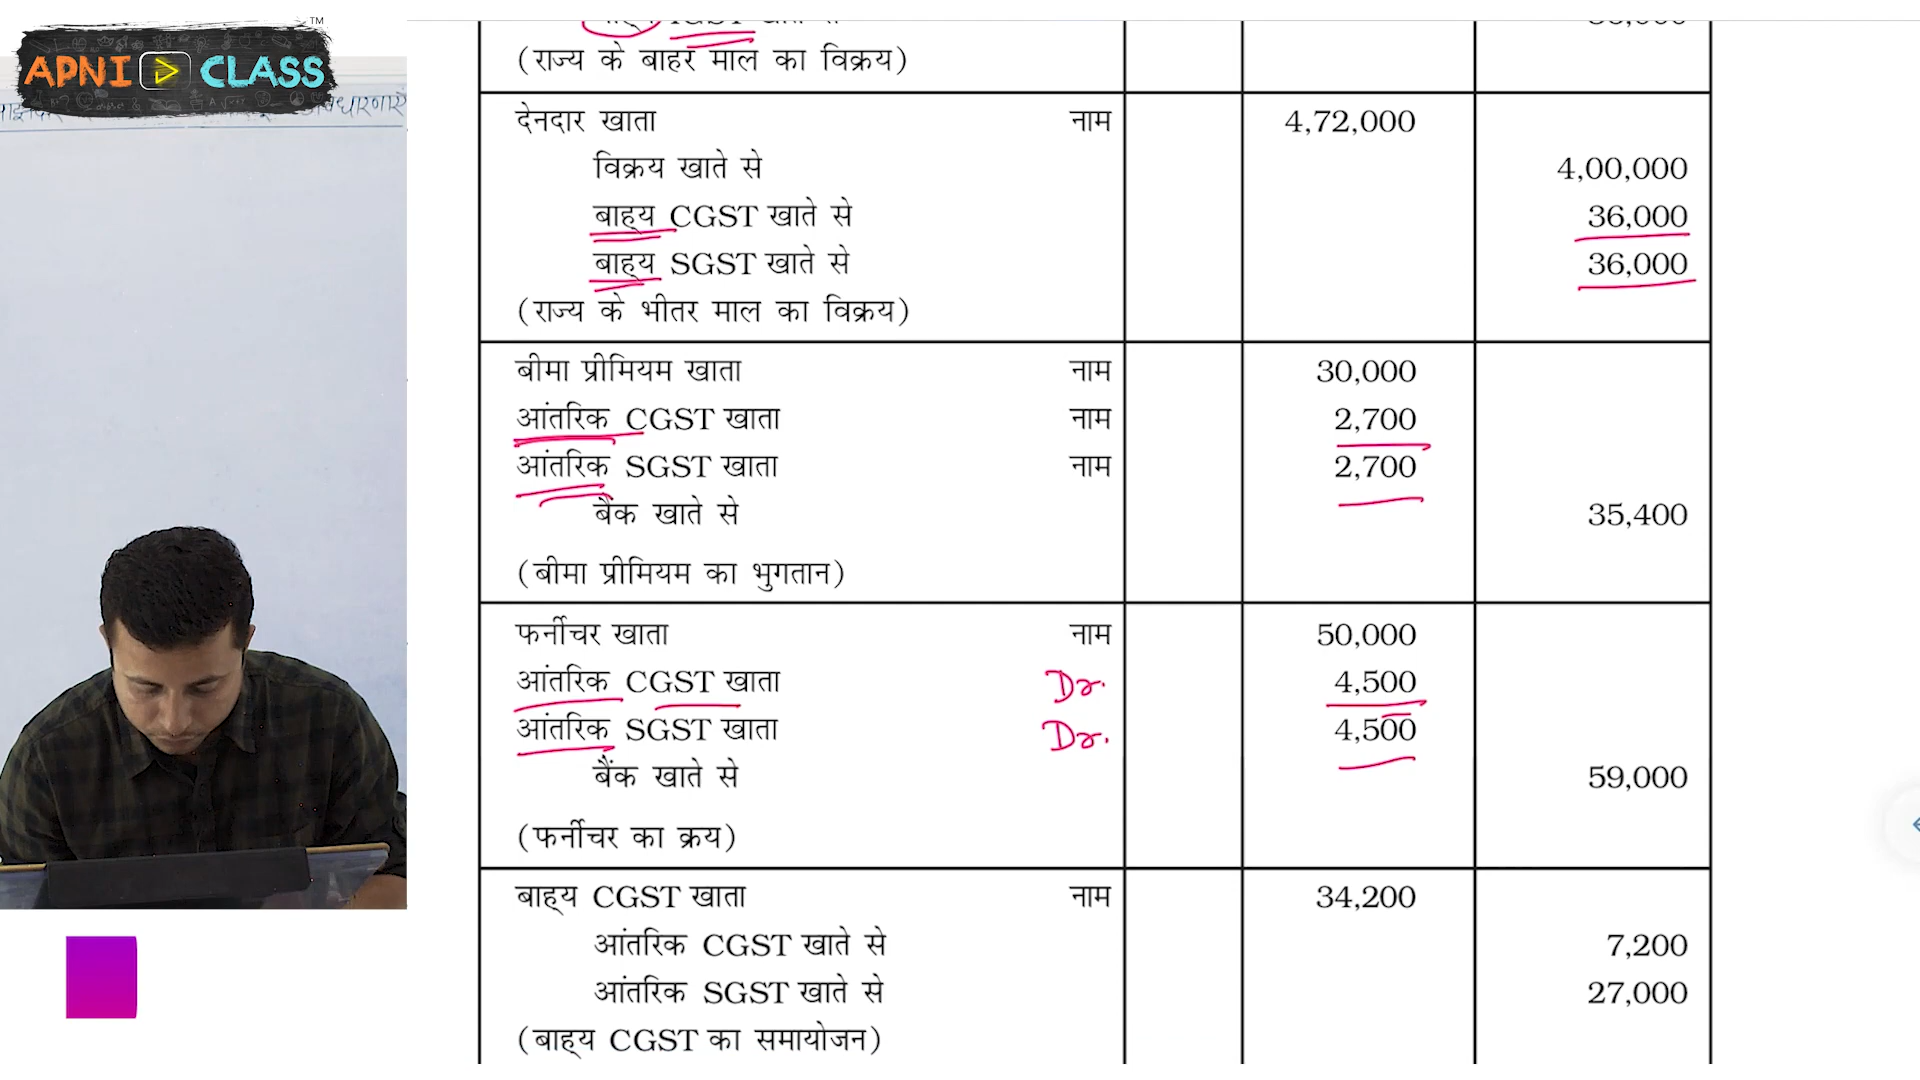 APNI CLASS
TM
(राज्य के बाहर माल का विक्रय)
देनदार खाता नाम 4,72,000
विक्रय खाते से 4,00,000
बाह्य CGST खाते से 36,000
बाह्य SGST खाते से 36,000
(राज्य के भीतर माल का विक्रय)
बीमा प्रीमियम खाता नाम 30,000
आंतरिक CGST खाता नाम 2,700
आंतरिक SGST खाता नाम 2,700
बैंक खाते से 35,400
(बीमा प्रीमियम का भुगतान)
फर्नीचर खाता नाम 50,000
आंतरिक CGST खाता Dr. 4,500
आंतरिक SGST खाता Dr. 4,500
बैंक खाते से 59,000
(फर्नीचर का क्रय)
बाह्य CGST खाता नाम 34,200
आंतरिक CGST खाते से 7,200
आंतरिक SGST खाते से 27,000
(बाह्य CGST का समायोजन)